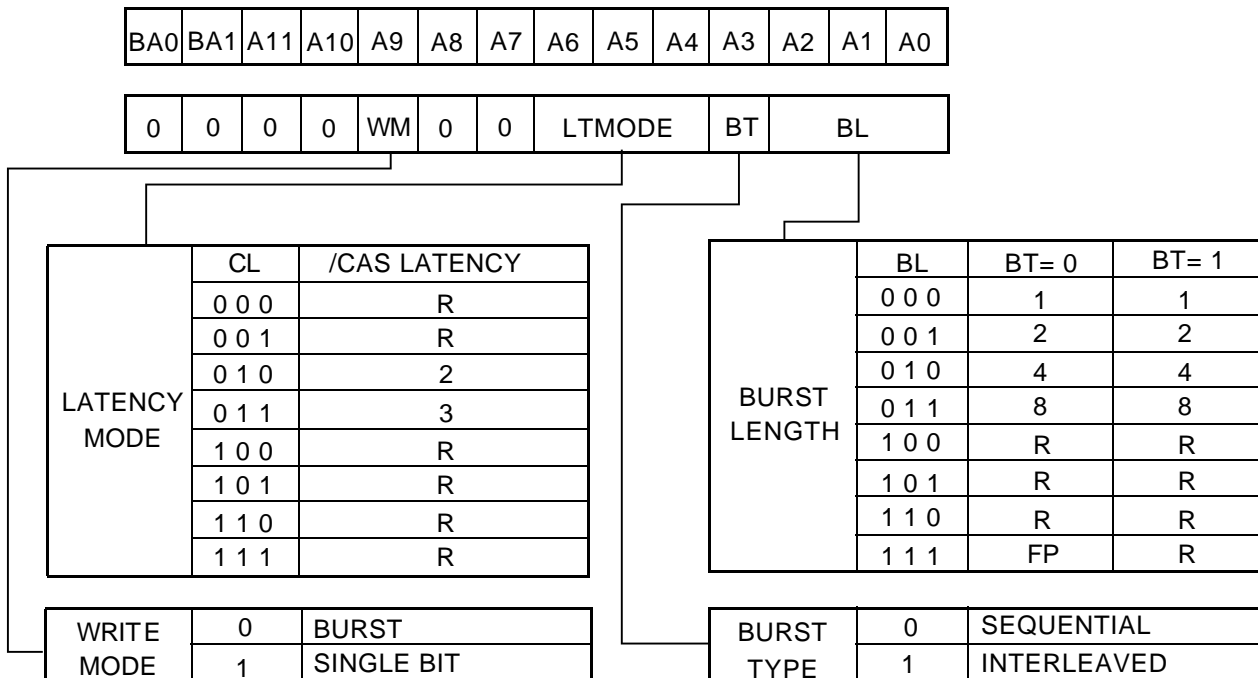 BA0 BA1 A11 A10 A9 A8 A7 A6 A5 A4 A3 A2 A1 A0
0 0 0 0 WM 0 0 LTMODE BT BL
LATENCY MODE
CL /CAS LATENCY
0 0 0 R
0 0 1 R
0 1 0 2
0 1 1 3
1 0 0 R
1 0 1 R
1 1 0 R
1 1 1 R
BURST LENGTH
BL BT= 0 BT= 1
0 0 0 1 1
0 0 1 2 2
0 1 0 4 4
0 1 1 8 8
1 0 0 R R
1 0 1 R R
1 1 0 R R
1 1 1 FP R
WRITE MODE
0 BURST
1 SINGLE BIT
BURST TYPE
0 SEQUENTIAL
1 INTERLEAVED